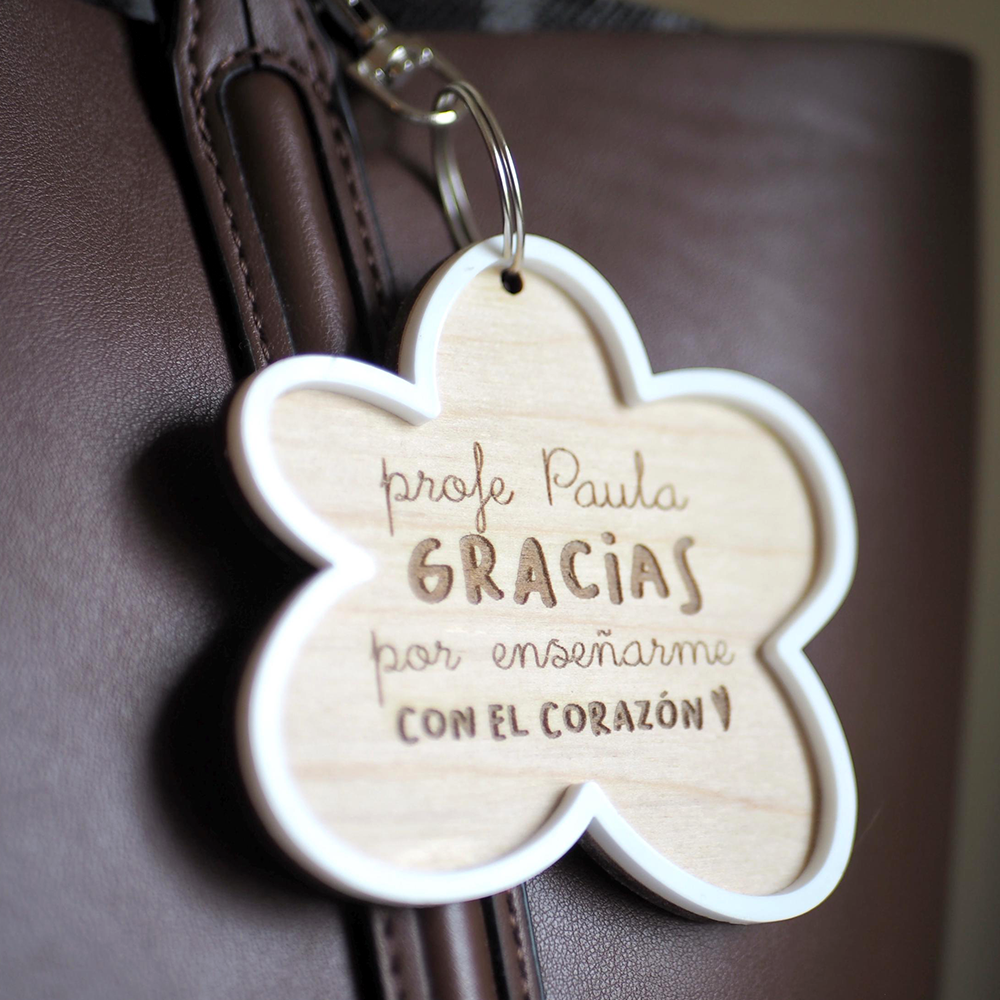 profe Paula
GRACiAS
por enseñarme
CON EL CORAZÓN